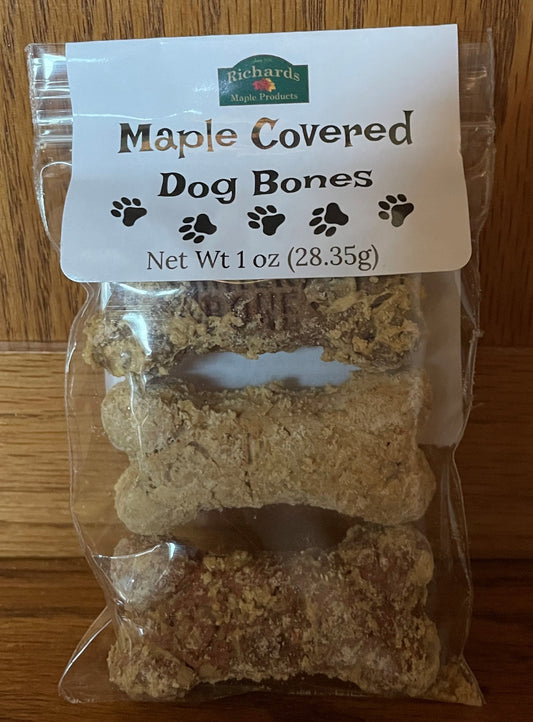 Richards
Maple Products
Maple Covered
Dog Bones
Net Wt 1 oz (28.35g)